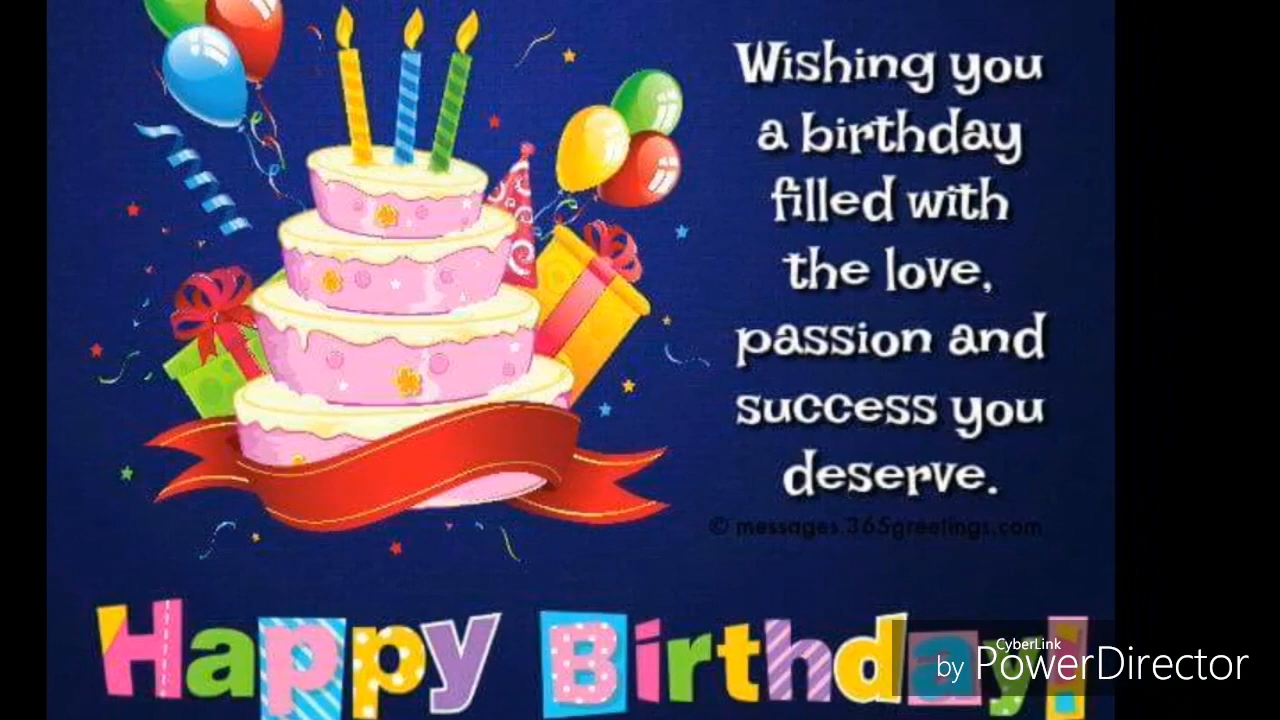 Wishing you
a birthday
filled with
the love,
passion and
success you
deserve.
© messages.365greetings.com
Happy Birthday!
CyberLink
by PowerDirector